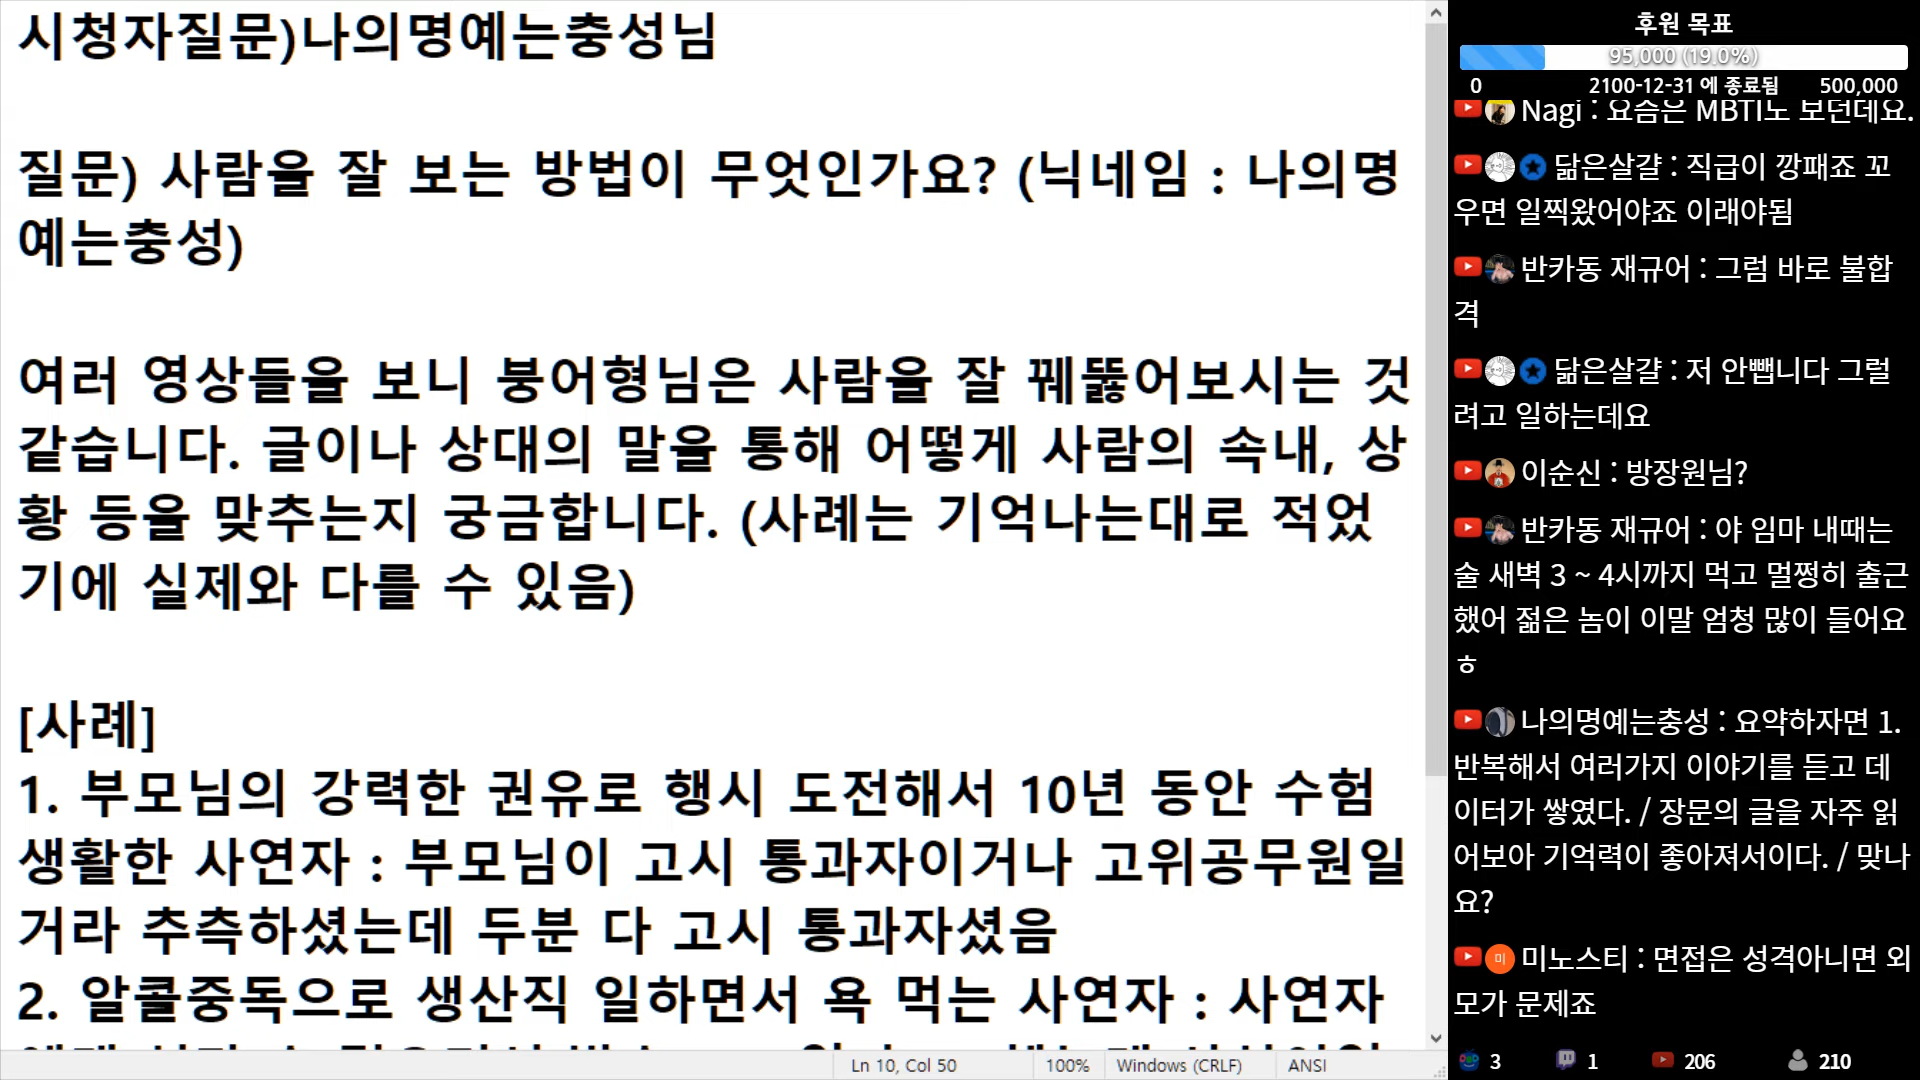 시청자질문)나의명예는충성님
질문) 사람을 잘 보는 방법이 무엇인가요? (닉네임 : 나의명
예는충성)
여러 영상들을 보니 붕어형님은 사람을 잘 꿰뚫어보시는 것
같습니다. 글이나 상대의 말을 통해 어떻게 사람의 속내, 상
황 등을 맞추는지 궁금합니다. (사례는 기억나는대로 적었
기에 실제와 다를 수 있음)
[사례]
1. 부모님의 강력한 권유로 행시 도전해서 10년 동안 수험
생활한 사연자 : 부모님이 고시 통과자이거나 고위공무원일
거라 추측하셨는데 두분 다 고시 통과자셨음
2. 알콜중독으로 생산직 일하면서 욕 먹는 사연자 : 사연자
Ln 10, Col 50
100%
Windows (CRLF)
ANSI
후원 목표
95,000 (19.0%)
0 2100-12-31 에 종료됨 500,000
Nagi : 요즘은 MBTI도 보던데요.
닮은살걀 : 직급이 깡패죠 꼬
우면 일찍왔어야죠 이래야됨
반카동 재규어 : 그럼 바로 불합
격
닮은살걀 : 저 안뺍니다 그럴
려고 일하는데요
이순신 : 방장원님?
반카동 재규어 : 야 임마 내때는
술 새벽 3 ~ 4시까지 먹고 멀쩡히 출근
했어 젊은 놈이 이말 엄청 많이 들어요
ㅎ
나의명예는충성 : 요약하자면 1.
반복해서 여러가지 이야기를 듣고 데
이터가 쌓였다. / 장문의 글을 자주 읽
어보아 기억력이 좋아져서이다. / 맞나
요?
미 미노스티 : 면접은 성격아니면 외
모가 문제죠
3
1
206
210